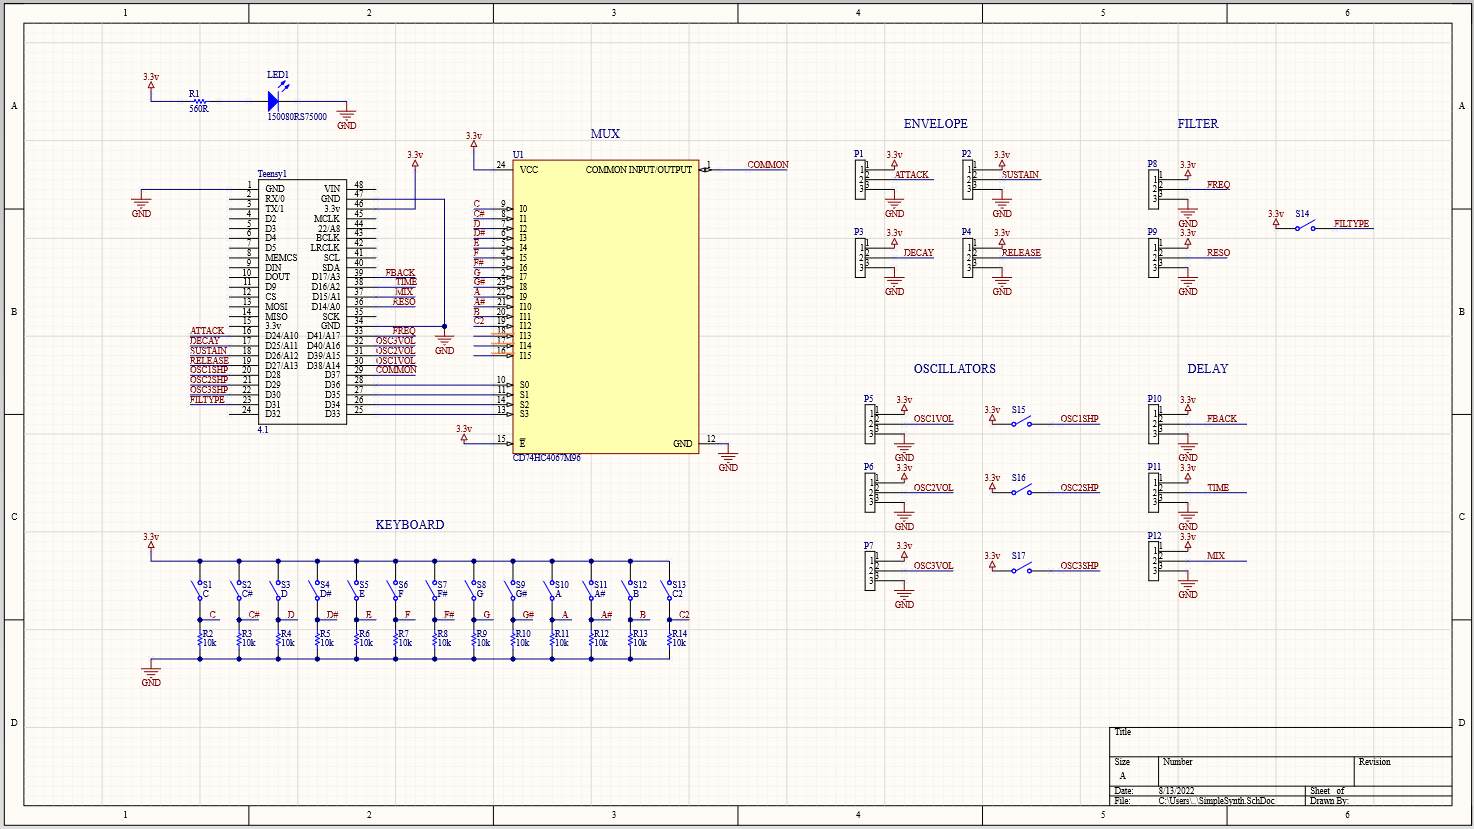 1 2 3 4 5 6
A A
B B
C C
D D
3.3v
R1
560R
LED1
150080RS75000
GND
Teensy1
GND
1 GND VIN 48
2 RX/0 GND 47
3 TX/1 3.3v 46
4 D2 MCLK 45
5 D3 22/A8 44
6 D4 BCLK 43
7 D5 LRCLK 42
8 MEMCS SCL 41
9 DIN SDA 40
10 DOUT D17/A3 39 FBACK
11 D9 D16/A2 38 TIME
12 CS D15/A1 37 MIX
13 MOSI D14/A0 36 RESO
14 MISO SCK 35
15 3.3v GND 34
ATTACK 16 D24/A10 D41/A17 33 FREQ
DECAY 17 D25/A11 D40/A16 32 OSC3VOL
SUSTAIN 18 D26/A12 D39/A15 31 OSC2VOL
RELEASE 19 D27/A13 D38/A14 30 OSC1VOL
OSC1SHP 20 D28 D37 29 COMMON
OSC2SHP 21 D29 D36 28
OSC3SHP 22 D30 D35 27
FILTYPE 23 D31 D34 26
24 D32 D33 25
4.1
3.3v
GND
MUX
U1
3.3v
24 VCC COMMON INPUT/OUTPUT 1 COMMON
C 9 I0
C# 8 I1
D 7 I2
D# 6 I3
E 5 I4
F 4 I5
F# 3 I6
G 2 I7
G# 23 I8
A 22 I9
A# 21 I10
B 20 I11
C2 19 I12
18 I13
17 I14
16 I15
10 S0
11 S1
14 S2
13 S3
3.3v
15 E GND 12
GND
CD74HC4067M96
ENVELOPE
P1 1 2 3 3.3v ATTACK GND
P2 1 2 3 3.3v SUSTAIN GND
P3 1 2 3 3.3v DECAY GND
P4 1 2 3 3.3v RELEASE GND
FILTER
P8 1 2 3 3.3v FREQ GND
P9 1 2 3 3.3v RESO GND
3.3v S14 FILTYPE
OSCILLATORS
P5 1 2 3 3.3v OSC1VOL GND
3.3v S15 OSC1SHP
P6 1 2 3 3.3v OSC2VOL GND
3.3v S16 OSC2SHP
P7 1 2 3 3.3v OSC3VOL GND
3.3v S17 OSC3SHP
DELAY
P10 1 2 3 3.3v FBACK GND
P11 1 2 3 3.3v TIME GND
P12 1 2 3 3.3v MIX GND
KEYBOARD
3.3v
S1 S2 S3 S4 S5 S6 S7 S8 S9 S10 S11 S12 S13
C C# D D# E F F# G G# A A# B C2
C C# D D# E F F# G G# A A# B C2
R2 R3 R4 R5 R6 R7 R8 R9 R10 R11 R12 R13 R14
10k 10k 10k 10k 10k 10k 10k 10k 10k 10k 10k 10k 10k
GND
Title
Size Number Revision
A
Date: 8/13/2022 Sheet of
File: C:\Users\..\SimpleSynth.SchDoc Drawn By:
1 2 3 4 5 6